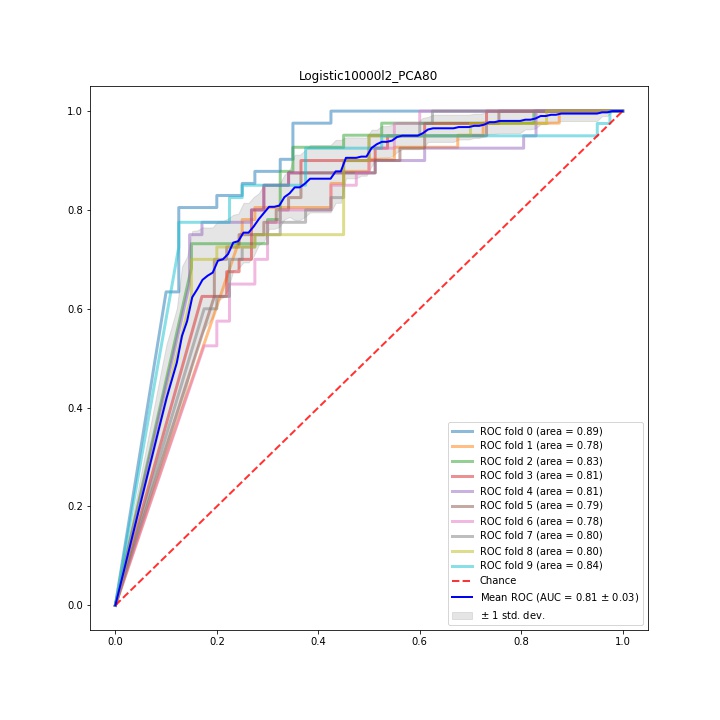 Logistic10000l2_PCA80
1.0
0.8
0.6
0.4
0.2
0.0
0.0 0.2 0.4 0.6 0.8 1.0
ROC fold 0 (area = 0.89)
ROC fold 1 (area = 0.78)
ROC fold 2 (area = 0.83)
ROC fold 3 (area = 0.81)
ROC fold 4 (area = 0.81)
ROC fold 5 (area = 0.79)
ROC fold 6 (area = 0.78)
ROC fold 7 (area = 0.80)
ROC fold 8 (area = 0.80)
ROC fold 9 (area = 0.84)
Chance
Mean ROC (AUC = 0.81 ± 0.03)
± 1 std. dev.